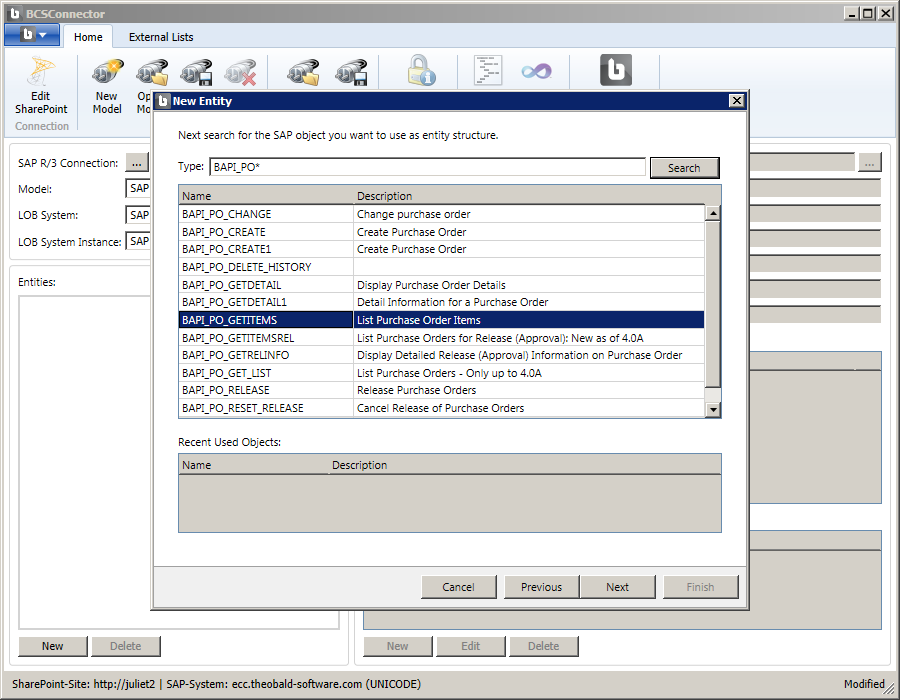 BCSConnector
Home External Lists
Edit SharePoint
New Model
Connection
New Entity
Next search for the SAP object you want to use as entity structure.
Type: BAPI_PO* Search
Name Description
BAPI_PO_CHANGE Change purchase order
BAPI_PO_CREATE Create Purchase Order
BAPI_PO_CREATE1 Create Purchase Order
BAPI_PO_DELETE_HISTORY
BAPI_PO_GETDETAIL Display Purchase Order Details
BAPI_PO_GETDETAIL1 Detail Information for a Purchase Order
BAPI_PO_GETITEMS List Purchase Order Items
BAPI_PO_GETITEMSREL List Purchase Orders for Release (Approval): New as of 4.0A
BAPI_PO_GETRELINFO Display Detailed Release (Approval) Information on Purchase Order
BAPI_PO_GET_LIST List Purchase Orders - Only up to 4.0A
BAPI_PO_RELEASE Release Purchase Orders
BAPI_PO_RESET_RELEASE Cancel Release of Purchase Orders
Recent Used Objects:
Name Description
Cancel Previous Next Finish
SAP R/3 Connection: ... ...
Model: SAP
LOB System: SAP
LOB System Instance: SAP
Entities:
New Delete New Edit Delete
SharePoint-Site: http://juliet2 | SAP-System: ecc.theobald-software.com (UNICODE) Modified